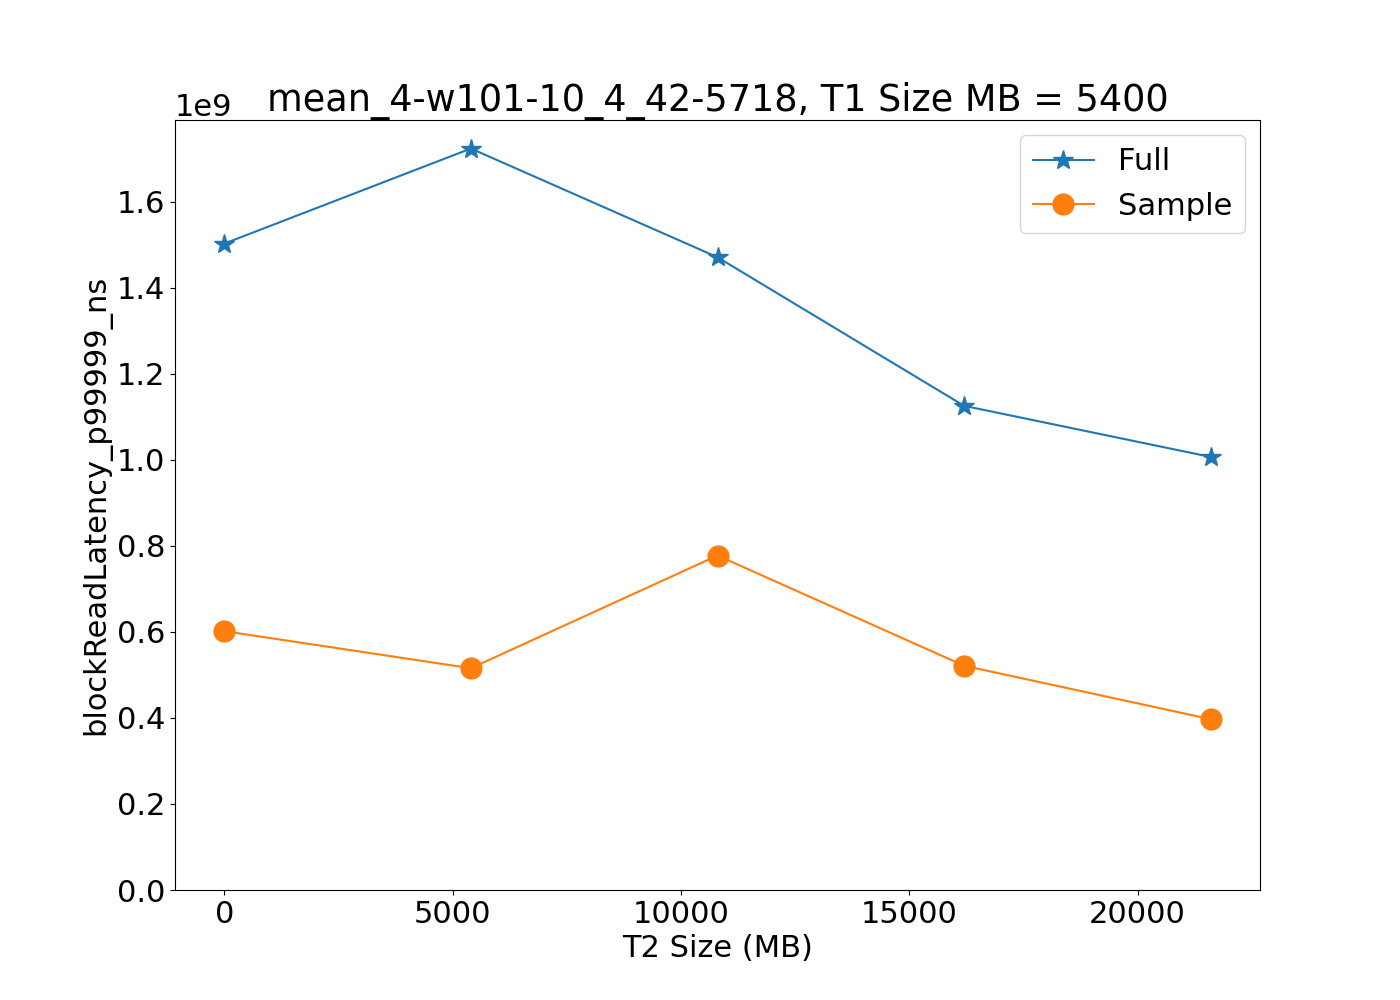 1e9
mean_4-w101-10_4_42-5718, T1 Size MB = 5400
Full
Sample
blockReadLatency_p99999_ns
1.6
1.4
1.2
1.0
0.8
0.6
0.4
0.2
0.0
0 5000 10000 15000 20000
T2 Size (MB)